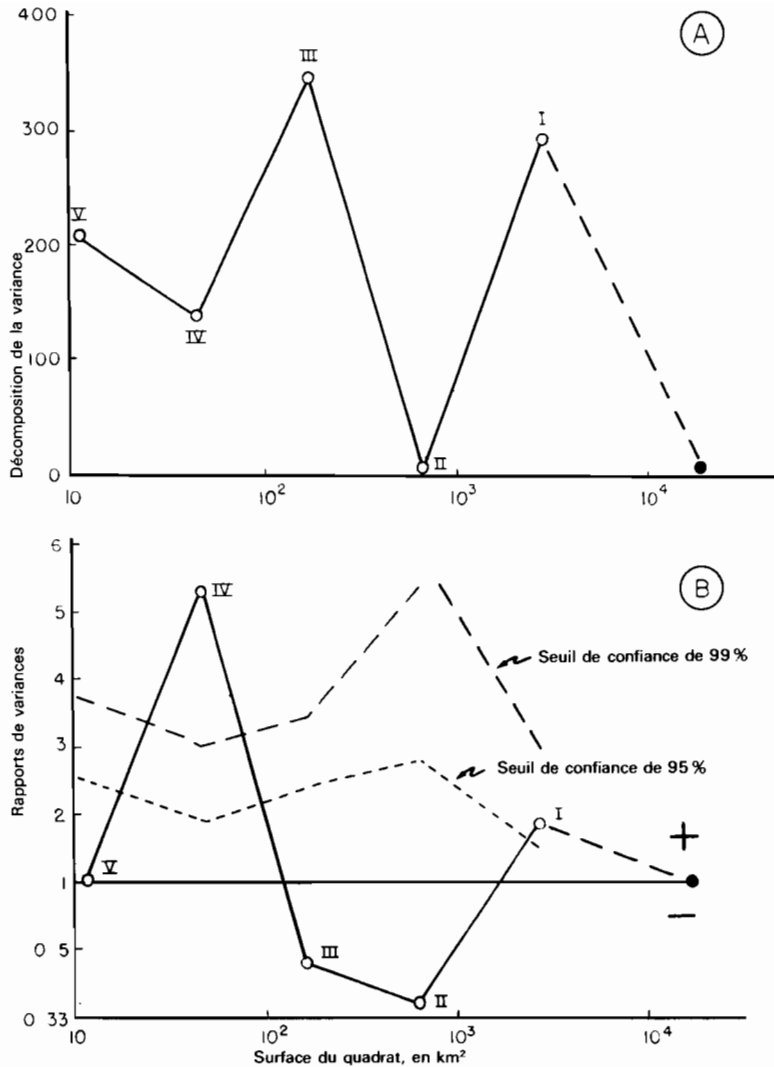 A
400
300
200
100
0
Décomposition de la variance
V
IV
III
II
I
10
10²
10³
10⁴
B
6
5
4
3
2
1
0 5
0 33
Rapports de variances
IV
V
III
II
I
Seuil de confiance de 99 %
Seuil de confiance de 95 %
+
−
10
10²
10³
10⁴
Surface du quadrat, en km²